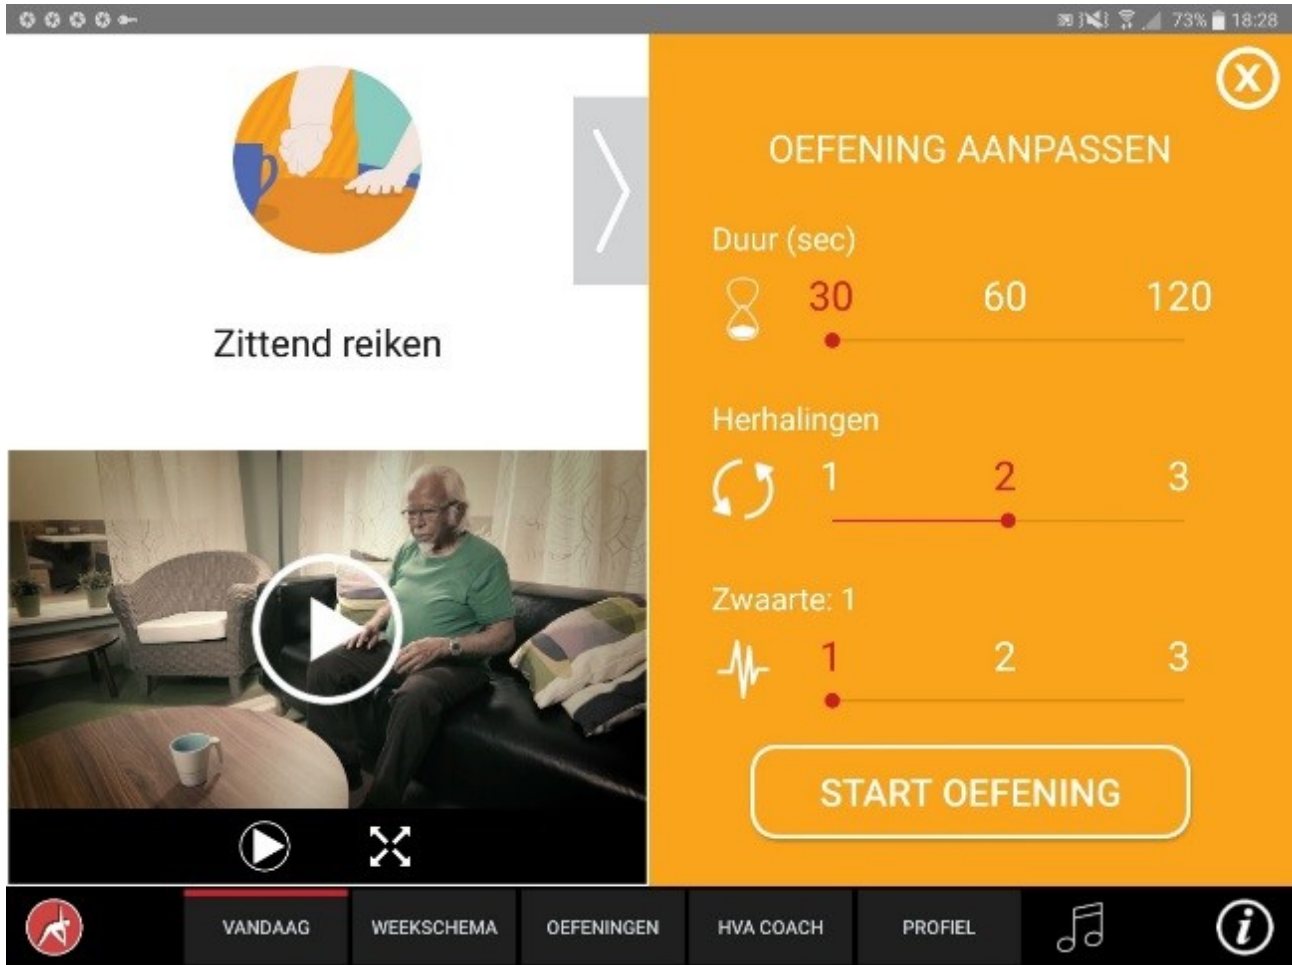 73% 18:28
Zittend reiken
X
OEFENING AANPASSEN
Duur (sec)
30 60 120
Herhalingen
1 2 3
Zwaarte: 1
1 2 3
START OEFENING
VANDAAG WEEKSCHEMA OEFENINGEN HVA COACH PROFIEL i